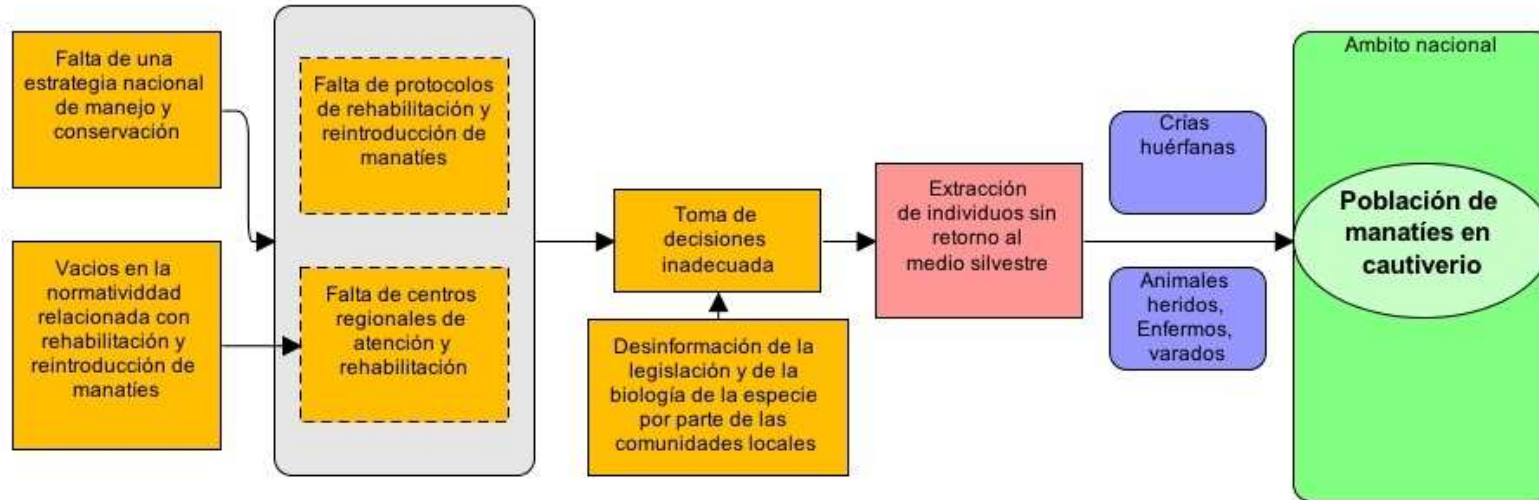 Falta de una
estrategia nacional
de manejo y
conservación
Vacios en la
normatividdad
relacionada con
rehabilitación y
reintroducción de
manatíes
Falta de protocolos
de rehabilitación y
reintroducción de
manatíes
Falta de centros
regionales de
atención y
rehabilitación
Toma de
decisiones
inadecuada
Desinformación de la
legislación y de la
biología de la especie
por parte de las
comunidades locales
Extracción
de individuos sin
retorno al
medio silvestre
Crías
huérfanas
Animales
heridos,
Enfermos,
varados
Ambito nacional
Población de
manatíes en
cautiverio